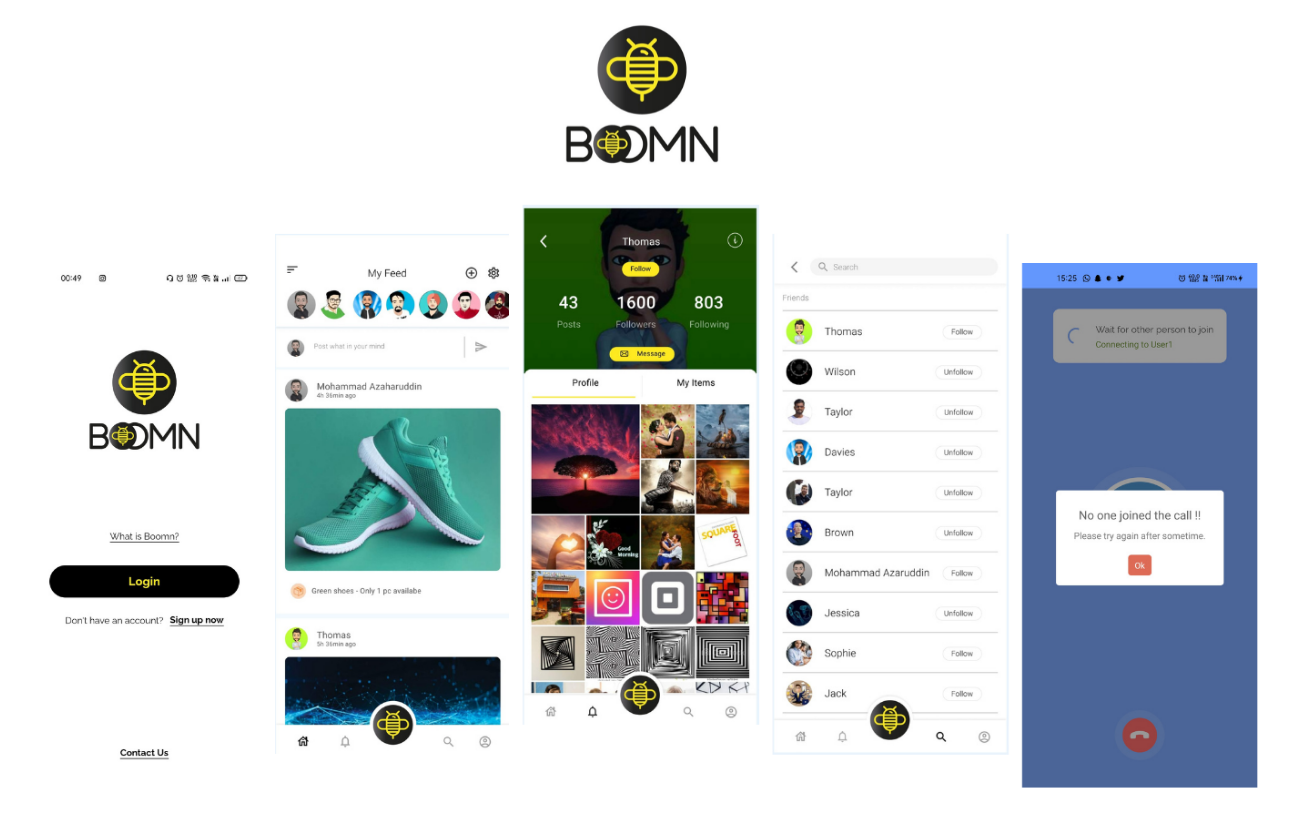 BOOMN
00:49
BOOMN
What is Boomn?
Login
Don't have an account? Sign up now
Contact Us
My Feed
Post what in your mind
Mohammad Azaharuddin
4h 36min ago
Green shoes - Only 1 pc availabe
Thomas
5h 36min ago
Thomas
Follow
43 1600 803
Posts Followers Following
Message
Profile My Items
Good
Morning
SQUARE
FOOT
Search
Friends
Thomas Follow
Wilson Unfollow
Taylor Unfollow
Davies Unfollow
Taylor Unfollow
Brown Unfollow
Mohammad Azaruddin Follow
Jessica Unfollow
Sophie Follow
Jack Follow
15:25 74%
Wait for other person to join
Connecting to User1
No one joined the call !!
Please try again after sometime.
Ok